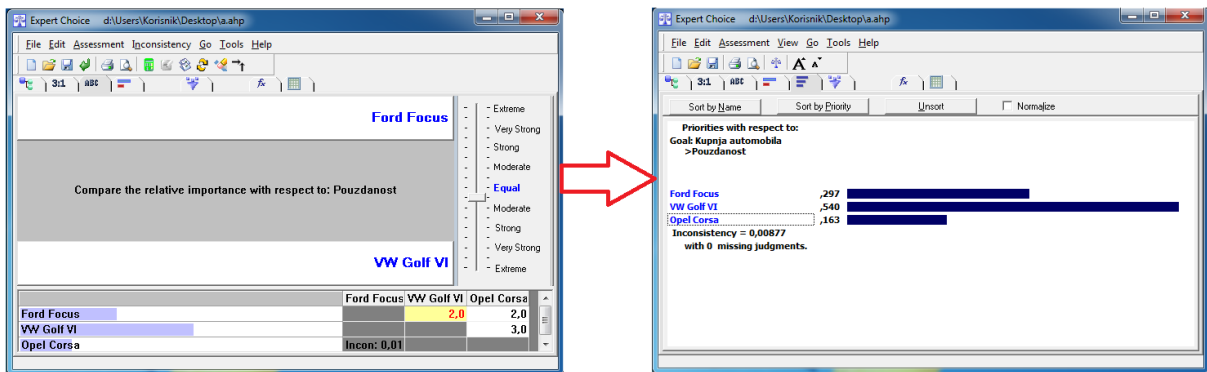 Expert Choice d:\Users\Korisnik\Desktop\a.ahp
File Edit Assessment Inconsistency Go Tools Help
3:1 ABC
Ford Focus
Compare the relative importance with respect to: Pouzdanost
VW Golf VI
Extreme
Very Strong
Strong
Moderate
Equal
Moderate
Strong
Very Strong
Extreme
Ford Focus VW Golf VI Opel Corsa
Ford Focus 2,0 2,0
VW Golf VI 3,0
Opel Corsa Incon: 0,01
Expert Choice d:\Users\Korisnik\Desktop\a.ahp
File Edit Assessment View Go Tools Help
A A
3:1 ABC fx
Sort by Name Sort by Priority Unsort Normalize
Priorities with respect to:
Goal: Kupnja automobila
>Pouzdanost
Ford Focus ,297
VW Golf VI ,540
Opel Corsa ,163
Inconsistency = 0,00877
with 0 missing judgments.